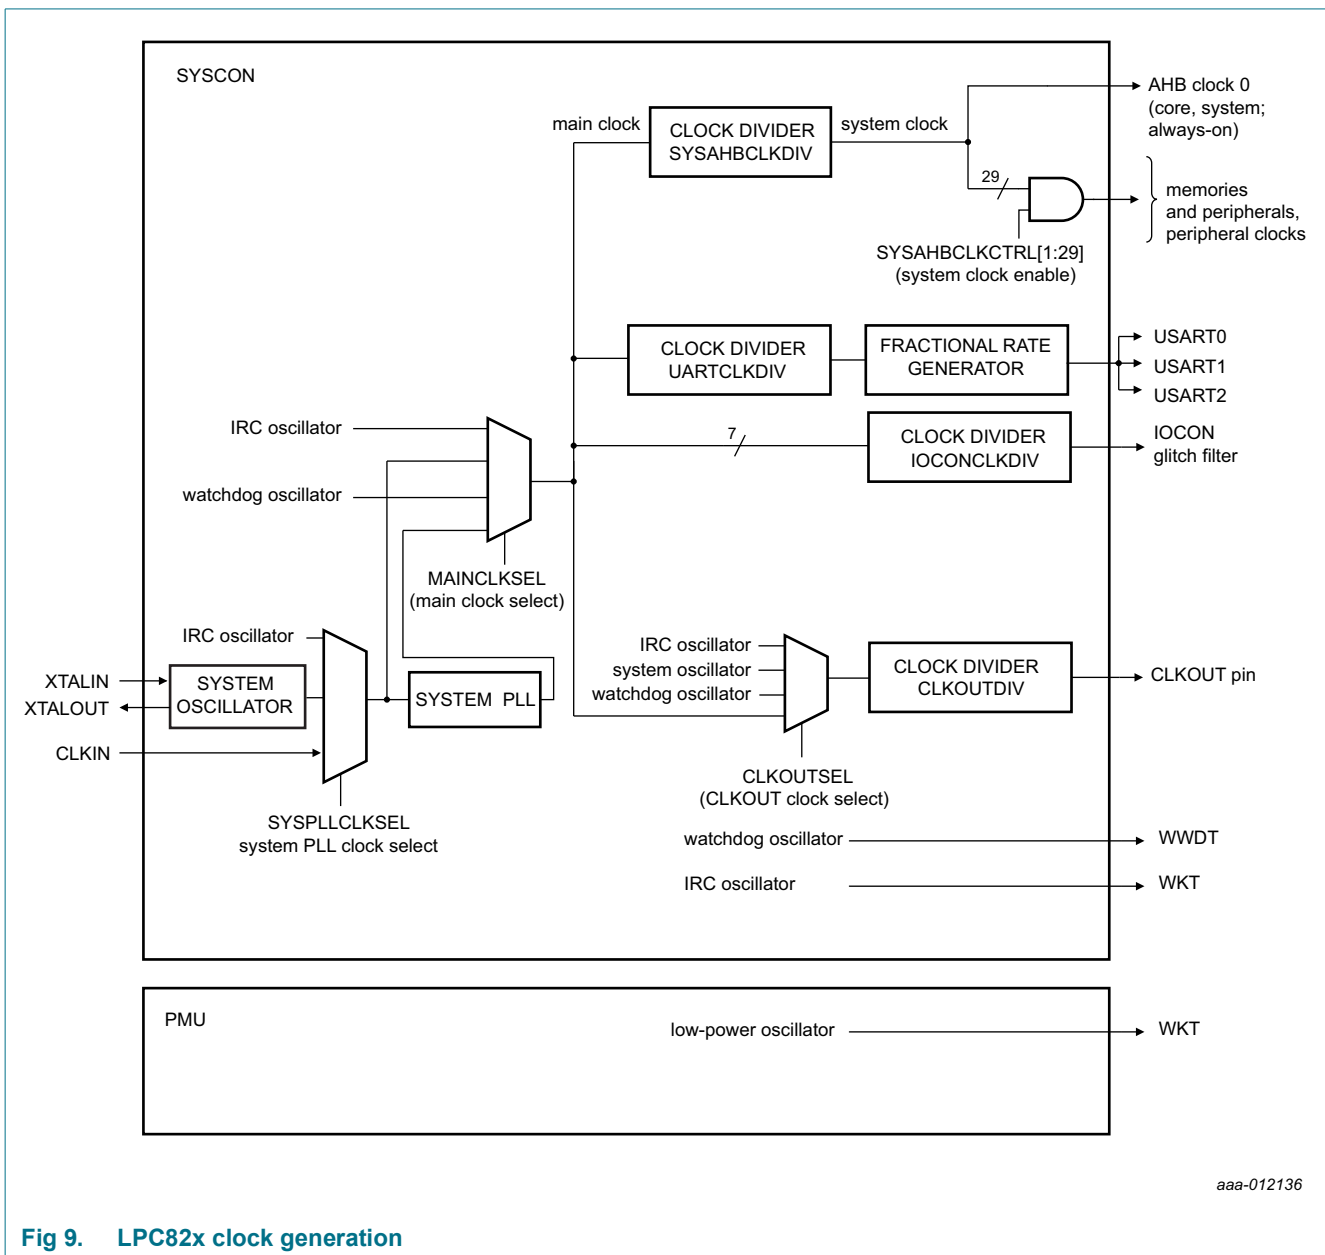 SYSCON
AHB clock 0
(core, system;
always-on)
main clock
CLOCK DIVIDER
SYSAHBCLKDIV
system clock
29
memories
and peripherals,
peripheral clocks
SYSAHBCLKCTRL[1:29]
(system clock enable)
CLOCK DIVIDER
UARTCLKDIV
FRACTIONAL RATE
GENERATOR
USART0
USART1
USART2
IRC oscillator
watchdog oscillator
7
CLOCK DIVIDER
IOCONCLKDIV
IOCON
glitch filter
MAINCLKSEL
(main clock select)
IRC oscillator
XTALIN
XTALOUT
SYSTEM
OSCILLATOR
CLKIN
SYSTEM PLL
SYSPLLCLKSEL
system PLL clock select
IRC oscillator
system oscillator
watchdog oscillator
CLOCK DIVIDER
CLKOUTDIV
CLKOUT pin
CLKOUTSEL
(CLKOUT clock select)
watchdog oscillator
WWDT
IRC oscillator
WKT
PMU
low-power oscillator
WKT
aaa-012136
Fig 9. LPC82x clock generation